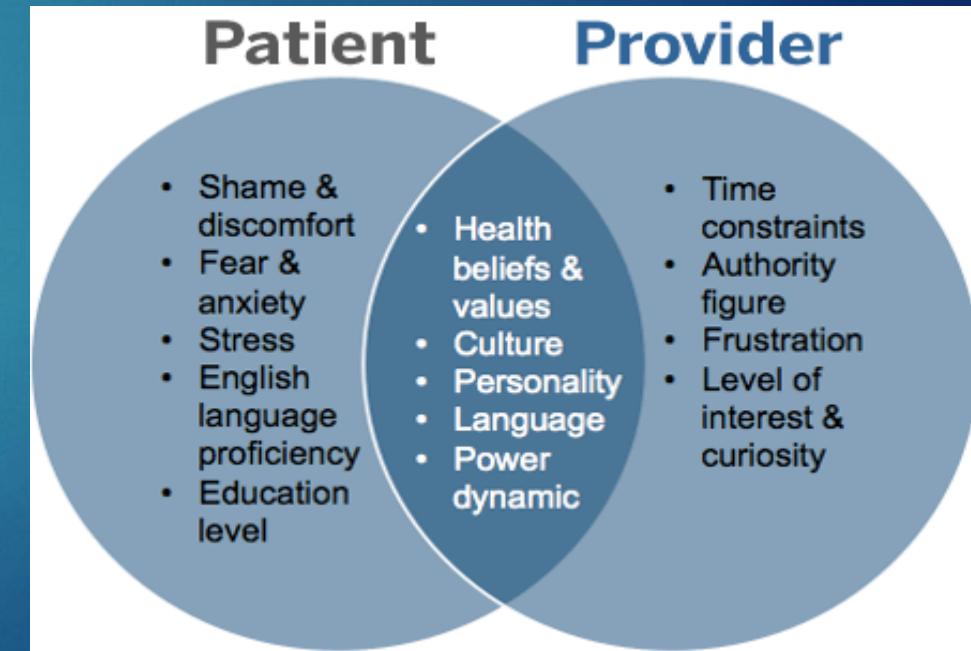 Patient
Provider
• Shame &
discomfort
• Fear &
anxiety
• Stress
• English
language
proficiency
• Education
level
• Health
beliefs &
values
• Culture
• Personality
• Language
• Power
dynamic
• Time
constraints
• Authority
figure
• Frustration
• Level of
interest &
curiosity